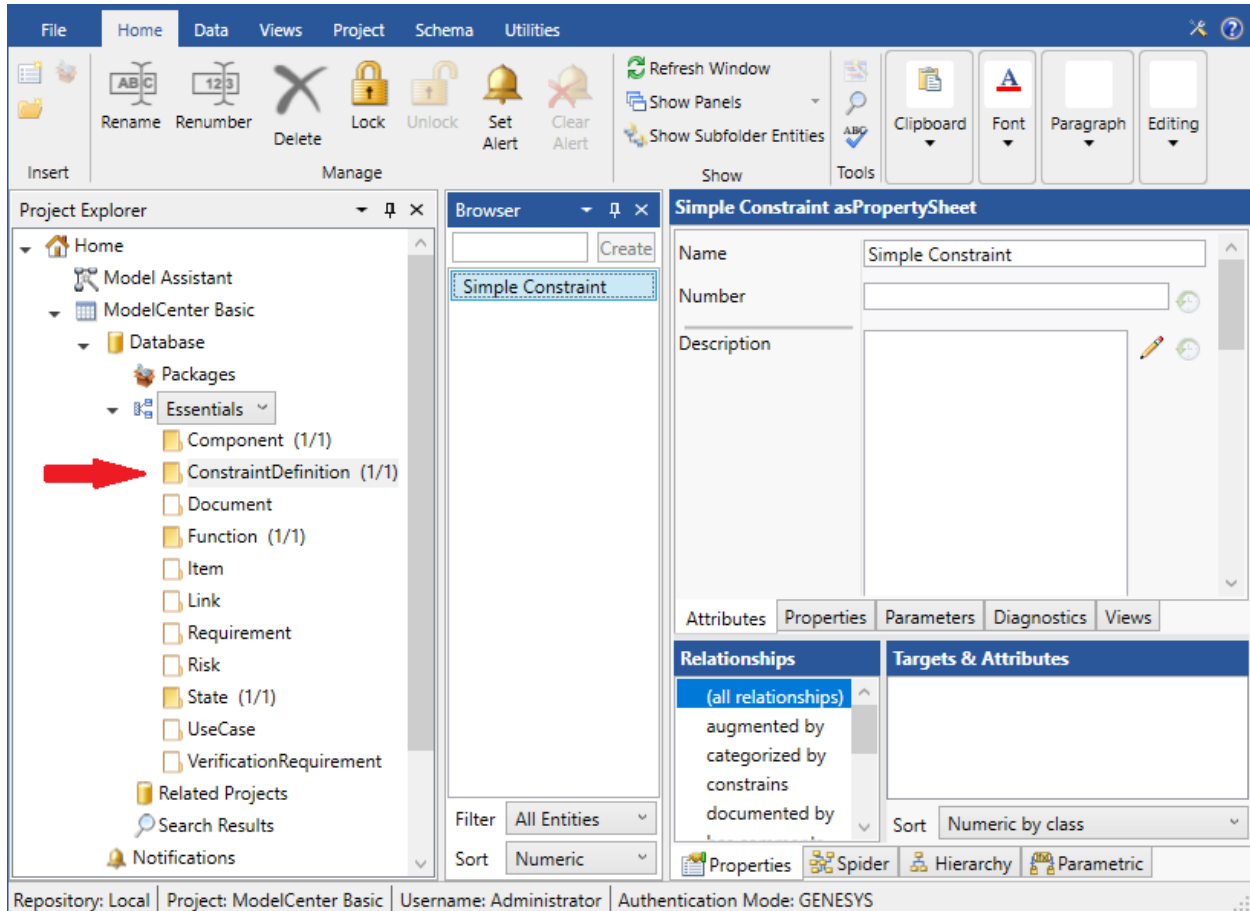 File Home Data Views Project Schema Utilities
Rename Renumber Delete Lock Unlock Set Alert Clear Alert
Refresh Window
Show Panels
Show Subfolder Entities
Clipboard Font Paragraph Editing
Insert Manage Show Tools
Project Explorer
Home
Model Assistant
ModelCenter Basic
Database
Packages
Essentials
Component (1/1)
ConstraintDefinition (1/1)
Document
Function (1/1)
Item
Link
Requirement
Risk
State (1/1)
UseCase
VerificationRequirement
Related Projects
Search Results
Notifications
Browser
Create
Simple Constraint
Filter All Entities
Sort Numeric
Simple Constraint asPropertySheet
Name Simple Constraint
Number
Description
Attributes Properties Parameters Diagnostics Views
Relationships
(all relationships)
augmented by
categorized by
constrains
documented by
Targets & Attributes
Sort Numeric by class
Properties Spider Hierarchy Parametric
Repository: Local Project: ModelCenter Basic Username: Administrator Authentication Mode: GENESYS